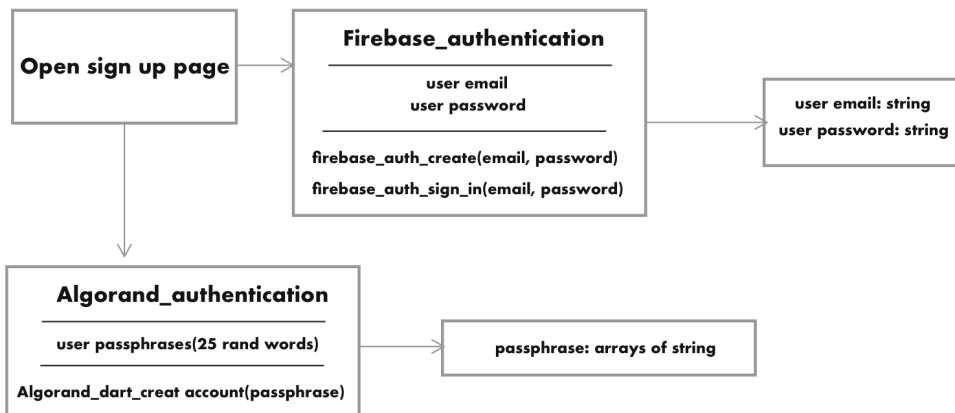 Open sign up page
Firebase_authentication
user email
user password
firebase_auth_create(email, password)
firebase_auth_sign_in(email, password)
user email: string
user password: string
Algorand_authentication
user passphrases(25 rand words)
Algorand_dart_creat account(passphrase)
passphrase: arrays of string